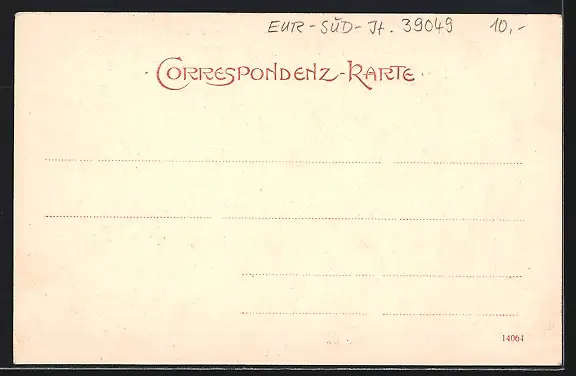 EUR-SÜD-It. 39049 10,-
·CORRESPONDENZ-KARTE·
14064